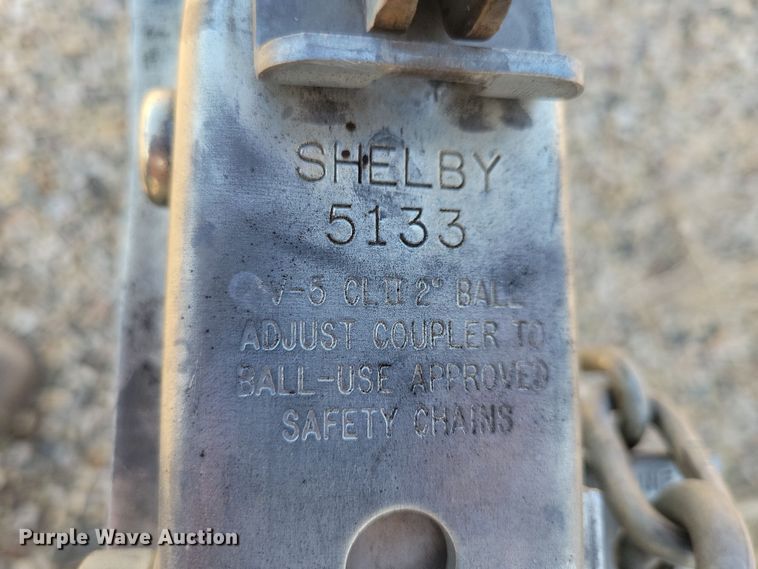 SHELBY
5133
V-5 CL II 2" BALL
ADJUST COUPLER TO
BALL-USE APPROVED
SAFETY CHAINS
Purple Wave Auction